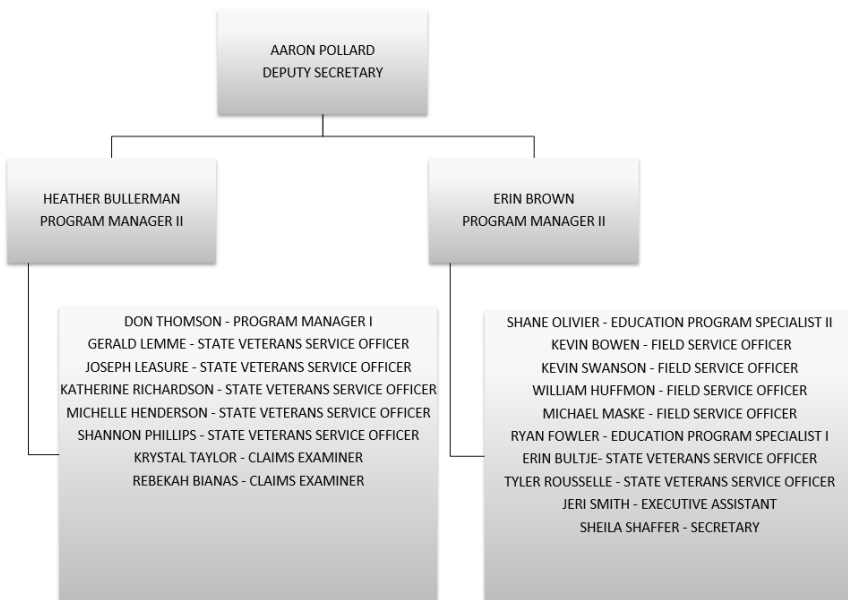 AARON POLLARD
DEPUTY SECRETARY
HEATHER BULLERMAN
PROGRAM MANAGER II
ERIN BROWN
PROGRAM MANAGER II
DON THOMSON - PROGRAM MANAGER I
GERALD LEMME - STATE VETERANS SERVICE OFFICER
JOSEPH LEASURE - STATE VETERANS SERVICE OFFICER
KATHERINE RICHARDSON - STATE VETERANS SERVICE OFFICER
MICHELLE HENDERSON - STATE VETERANS SERVICE OFFICER
SHANNON PHILLIPS - STATE VETERANS SERVICE OFFICER
KRYSTAL TAYLOR - CLAIMS EXAMINER
REBEKAH BIANAS - CLAIMS EXAMINER
SHANE OLIVIER - EDUCATION PROGRAM SPECIALIST II
KEVIN BOWEN - FIELD SERVICE OFFICER
KEVIN SWANSON - FIELD SERVICE OFFICER
WILLIAM HUFFMON - FIELD SERVICE OFFICER
MICHAEL MASKE - FIELD SERVICE OFFICER
RYAN FOWLER - EDUCATION PROGRAM SPECIALIST I
ERIN BULTJE- STATE VETERANS SERVICE OFFICER
TYLER ROUSSELLE - STATE VETERANS SERVICE OFFICER
JERI SMITH - EXECUTIVE ASSISTANT
SHEILA SHAFFER - SECRETARY